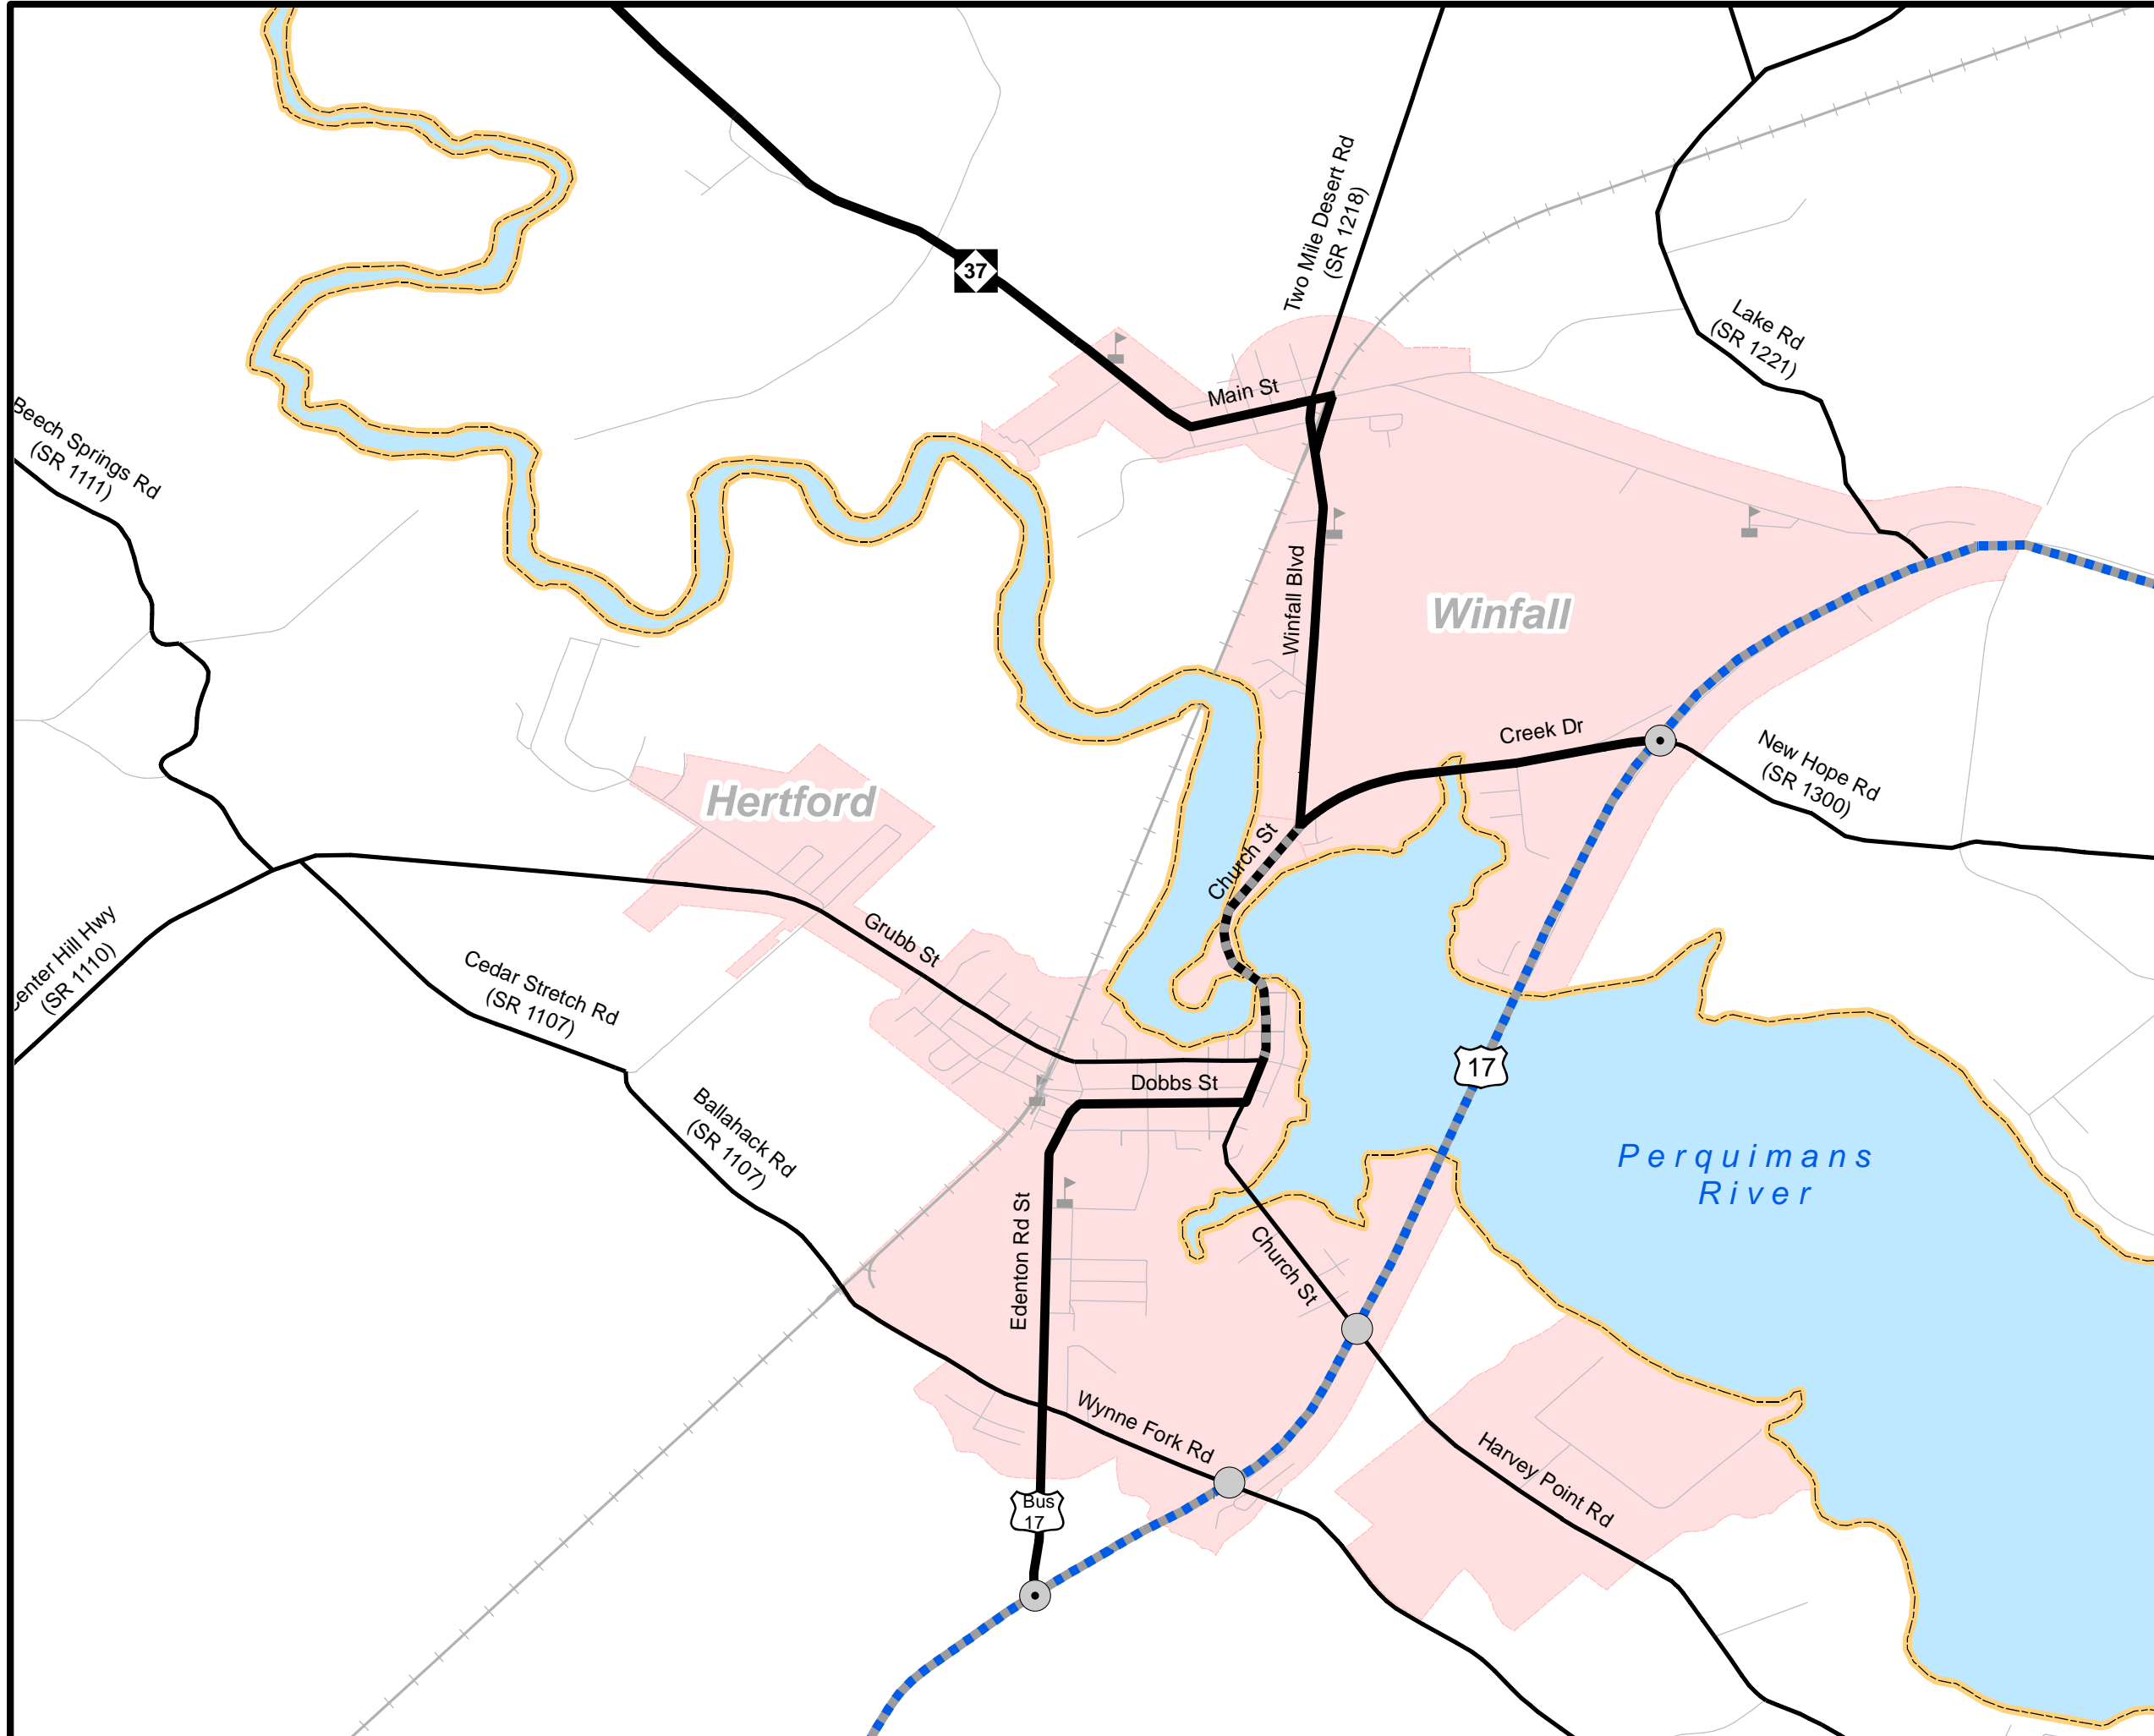 Two Mile Desert Rd
(SR 1218)
37
Lake Rd
(SR 1221)
Main St
Beech Springs Rd
(SR 1111)
Winfall Blvd
Winfall
Creek Dr
New Hope Rd
(SR 1300)
Hertford
Church St
Grubb St
enter Hill Hwy
(SR 1110)
Cedar Stretch Rd
(SR 1107)
17
Dobbs St
Ballahack Rd
(SR 1107)
Perquimans
River
Edenton Rd St
Church St
Wynne Fork Rd
Harvey Point Rd
Bus
17